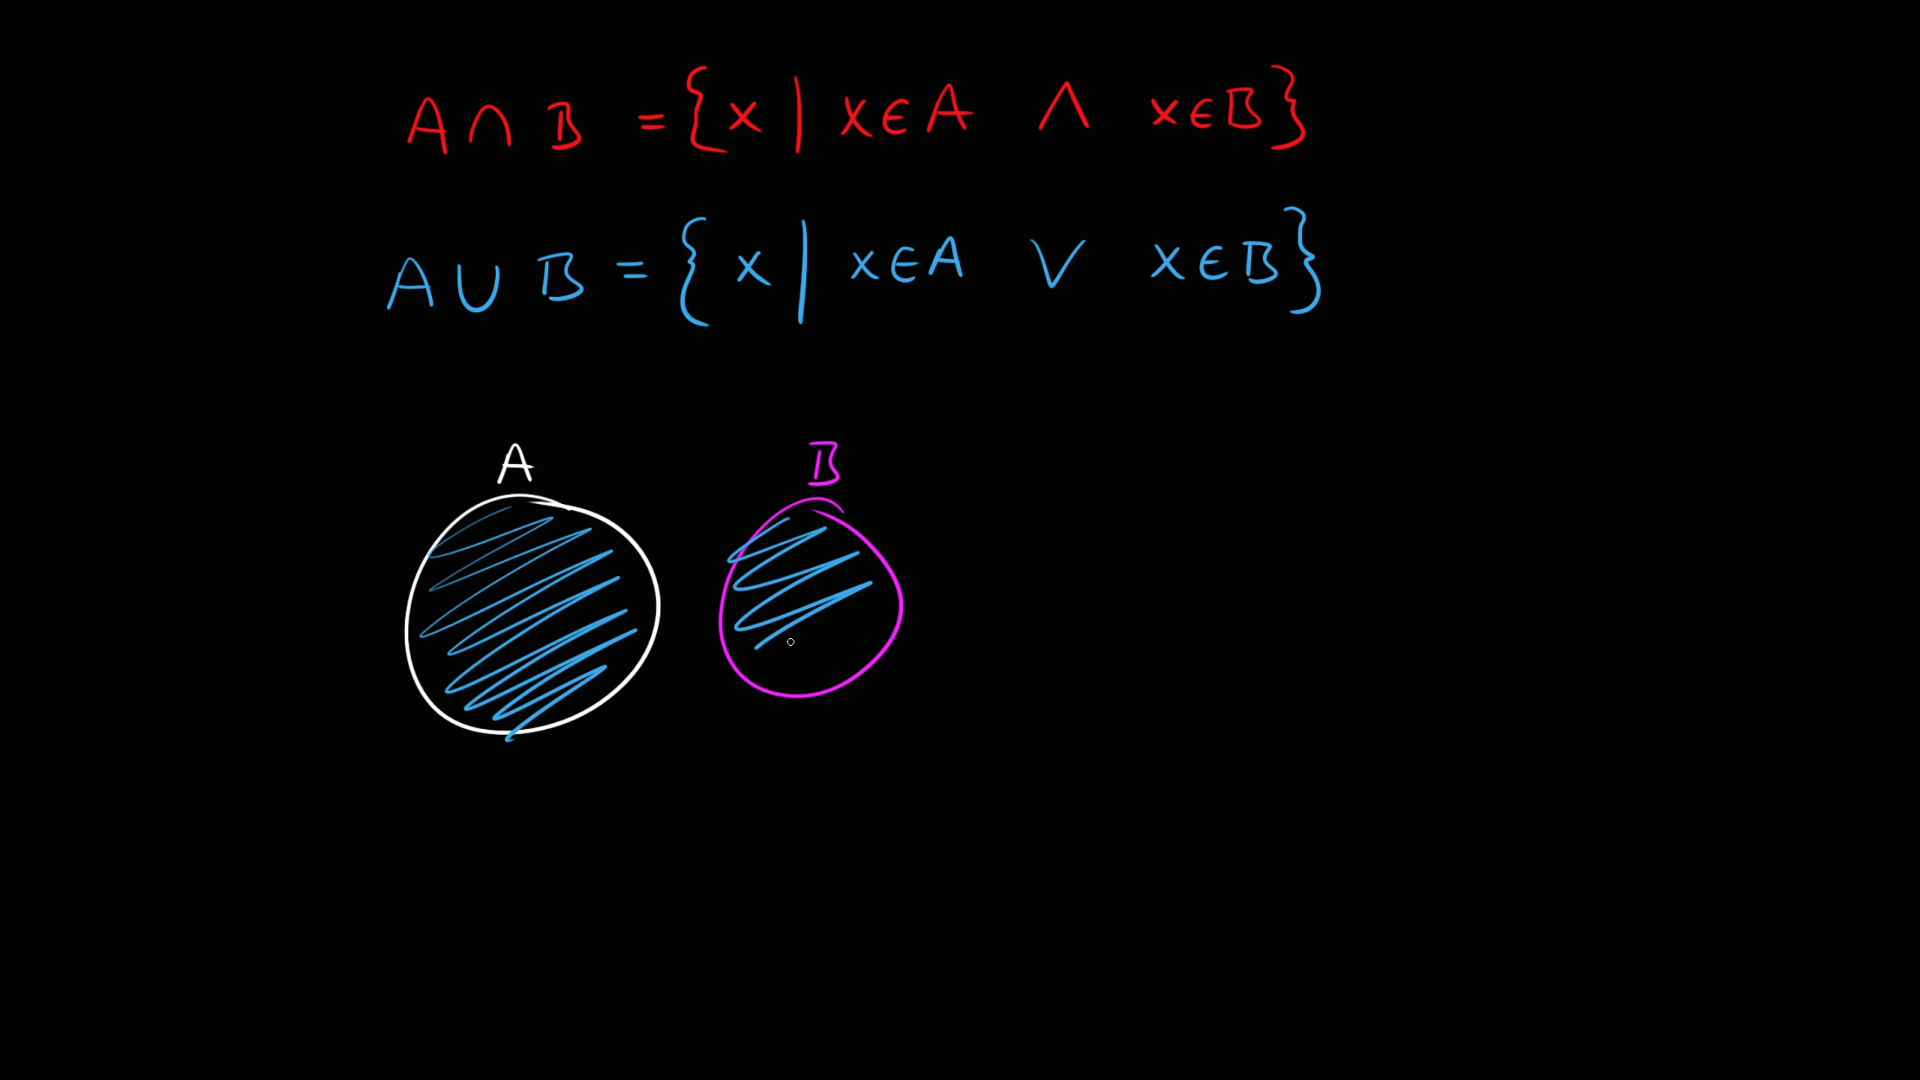 A ∩ B = {x | x ∈ A ∧ x ∈ B}
A ∪ B = {x | x ∈ A ∨ x ∈ B}
A B